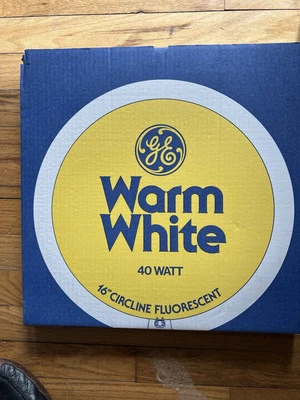 GE
Warm
White
40 WATT
16" CIRCLINE FLUORESCENT